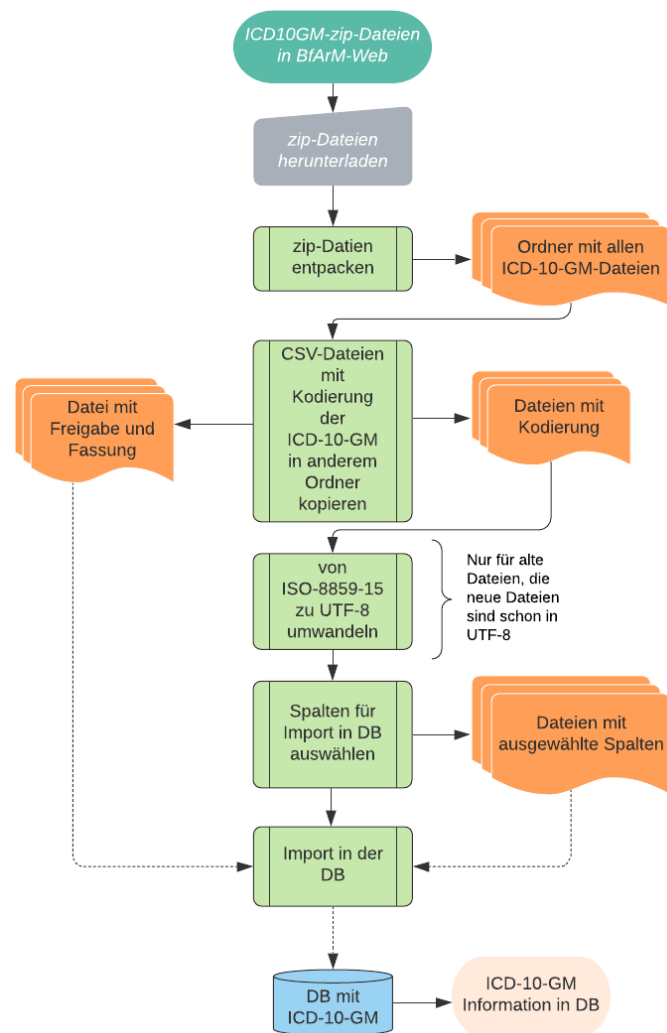 ICD10GM-zip-Dateien
in BfArM-Web
zip-Dateien
herunterladen
zip-Datien
entpacken
Ordner mit allen
ICD-10-GM-Dateien
CSV-Dateien
mit
Kodierung
der
ICD-10-GM
in anderem
Ordner
kopieren
Datei mit
Freigabe und
Fassung
Dateien mit
Kodierung
von
ISO-8859-15
zu UTF-8
umwandeln
Nur für alte
Dateien, die
neue Dateien
sind schon in
UTF-8
Spalten für
Import in DB
auswählen
Dateien mit
ausgewählte Spalten
Import in der
DB
DB mit
ICD-10-GM
ICD-10-GM
Information in DB